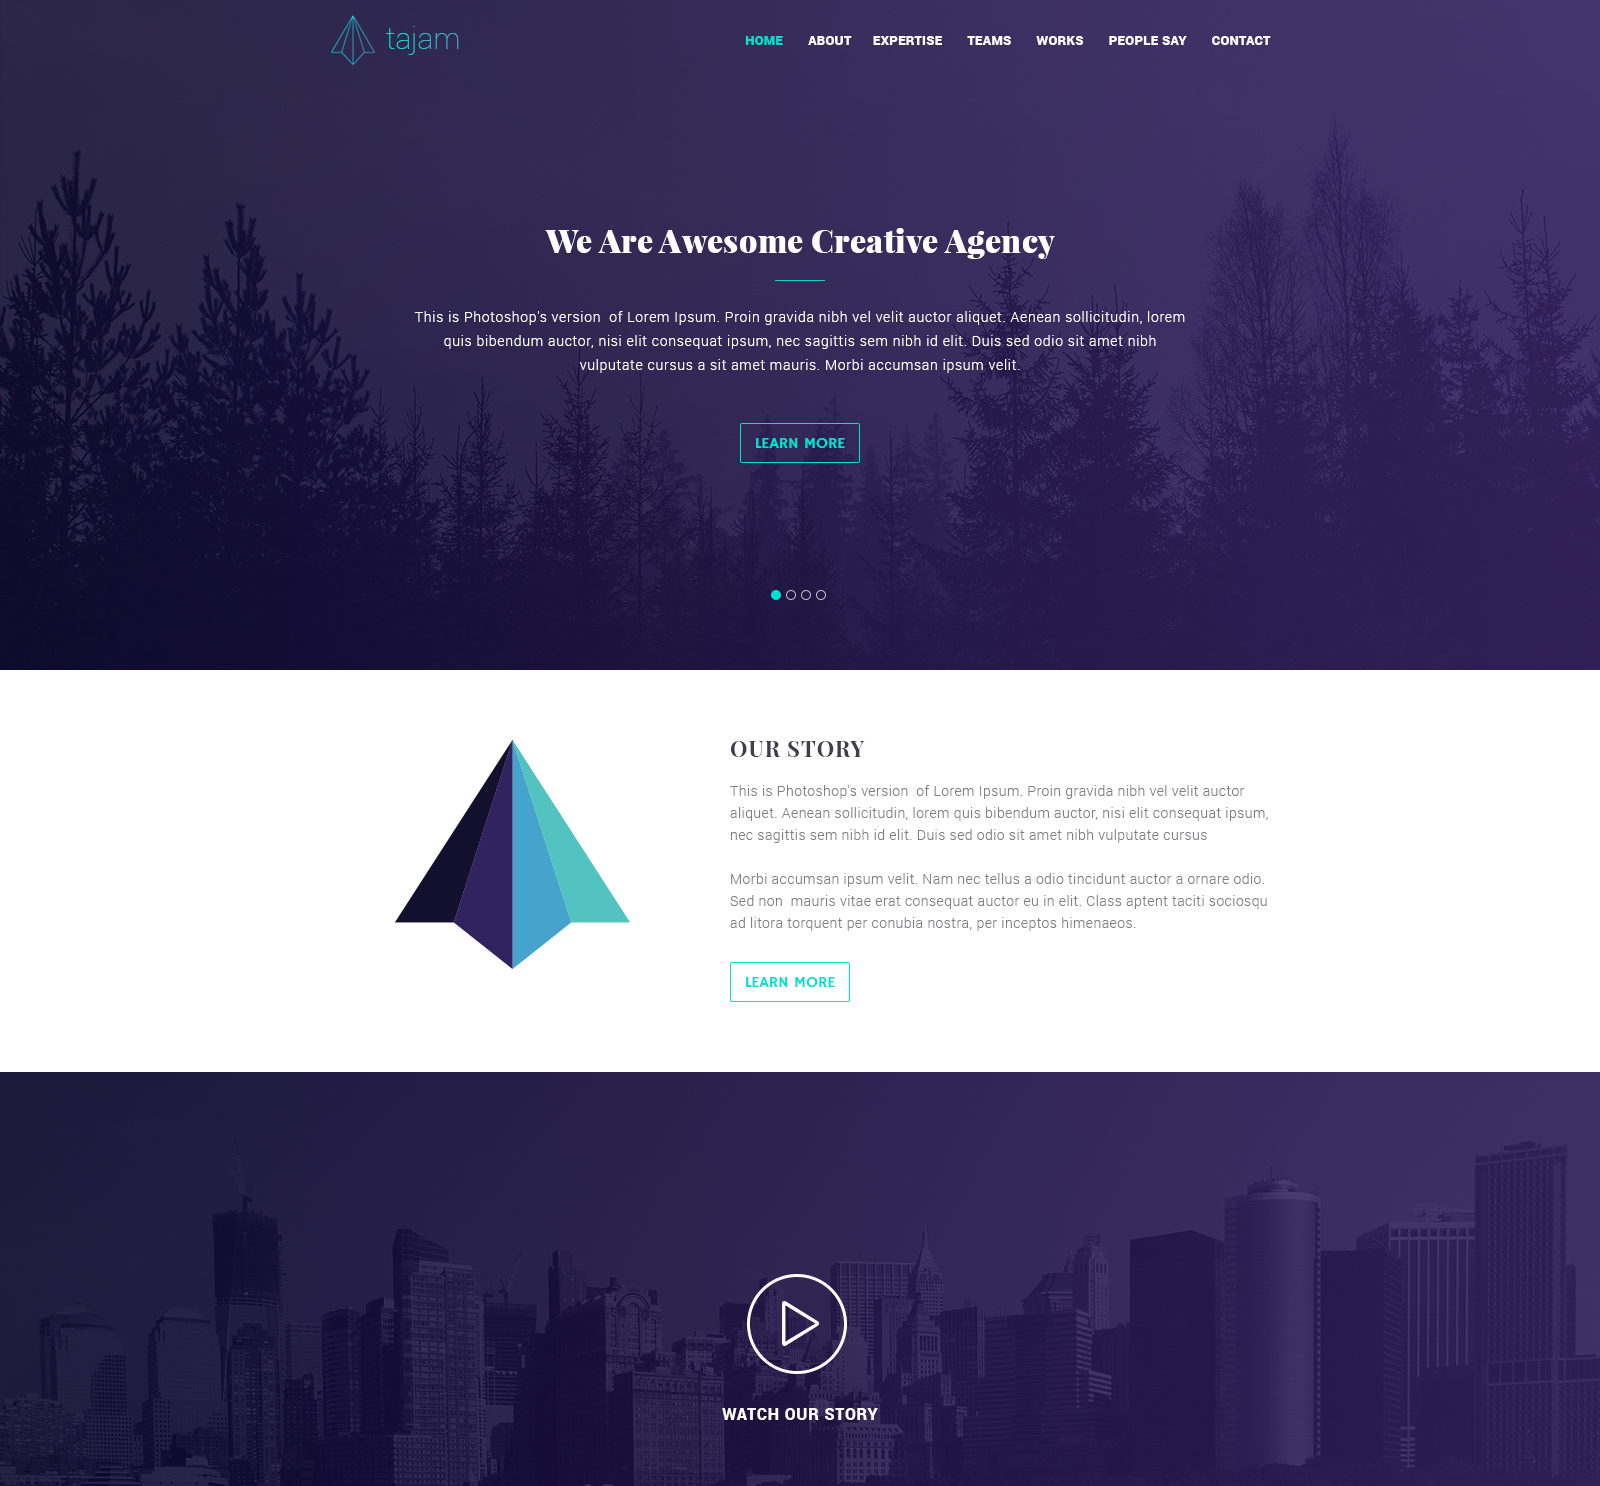 tajam
HOME ABOUT EXPERTISE TEAMS WORKS PEOPLE SAY CONTACT
We Are Awesome Creative Agency
This is Photoshop's version of Lorem Ipsum. Proin gravida nibh vel velit auctor aliquet. Aenean sollicitudin, lorem
quis bibendum auctor, nisi elit consequat ipsum, nec sagittis sem nibh id elit. Duis sed odio sit amet nibh
vulputate cursus a sit amet mauris. Morbi accumsan ipsum velit.
LEARN MORE
OUR STORY
This is Photoshop's version of Lorem Ipsum. Proin gravida nibh vel velit auctor
aliquet. Aenean sollicitudin, lorem quis bibendum auctor, nisi elit consequat ipsum,
nec sagittis sem nibh id elit. Duis sed odio sit amet nibh vulputate cursus
Morbi accumsan ipsum velit. Nam nec tellus a odio tincidunt auctor a ornare odio.
Sed non mauris vitae erat consequat auctor eu in elit. Class aptent taciti sociosqu
ad litora torquent per conubia nostra, per inceptos himenaeos.
LEARN MORE
WATCH OUR STORY